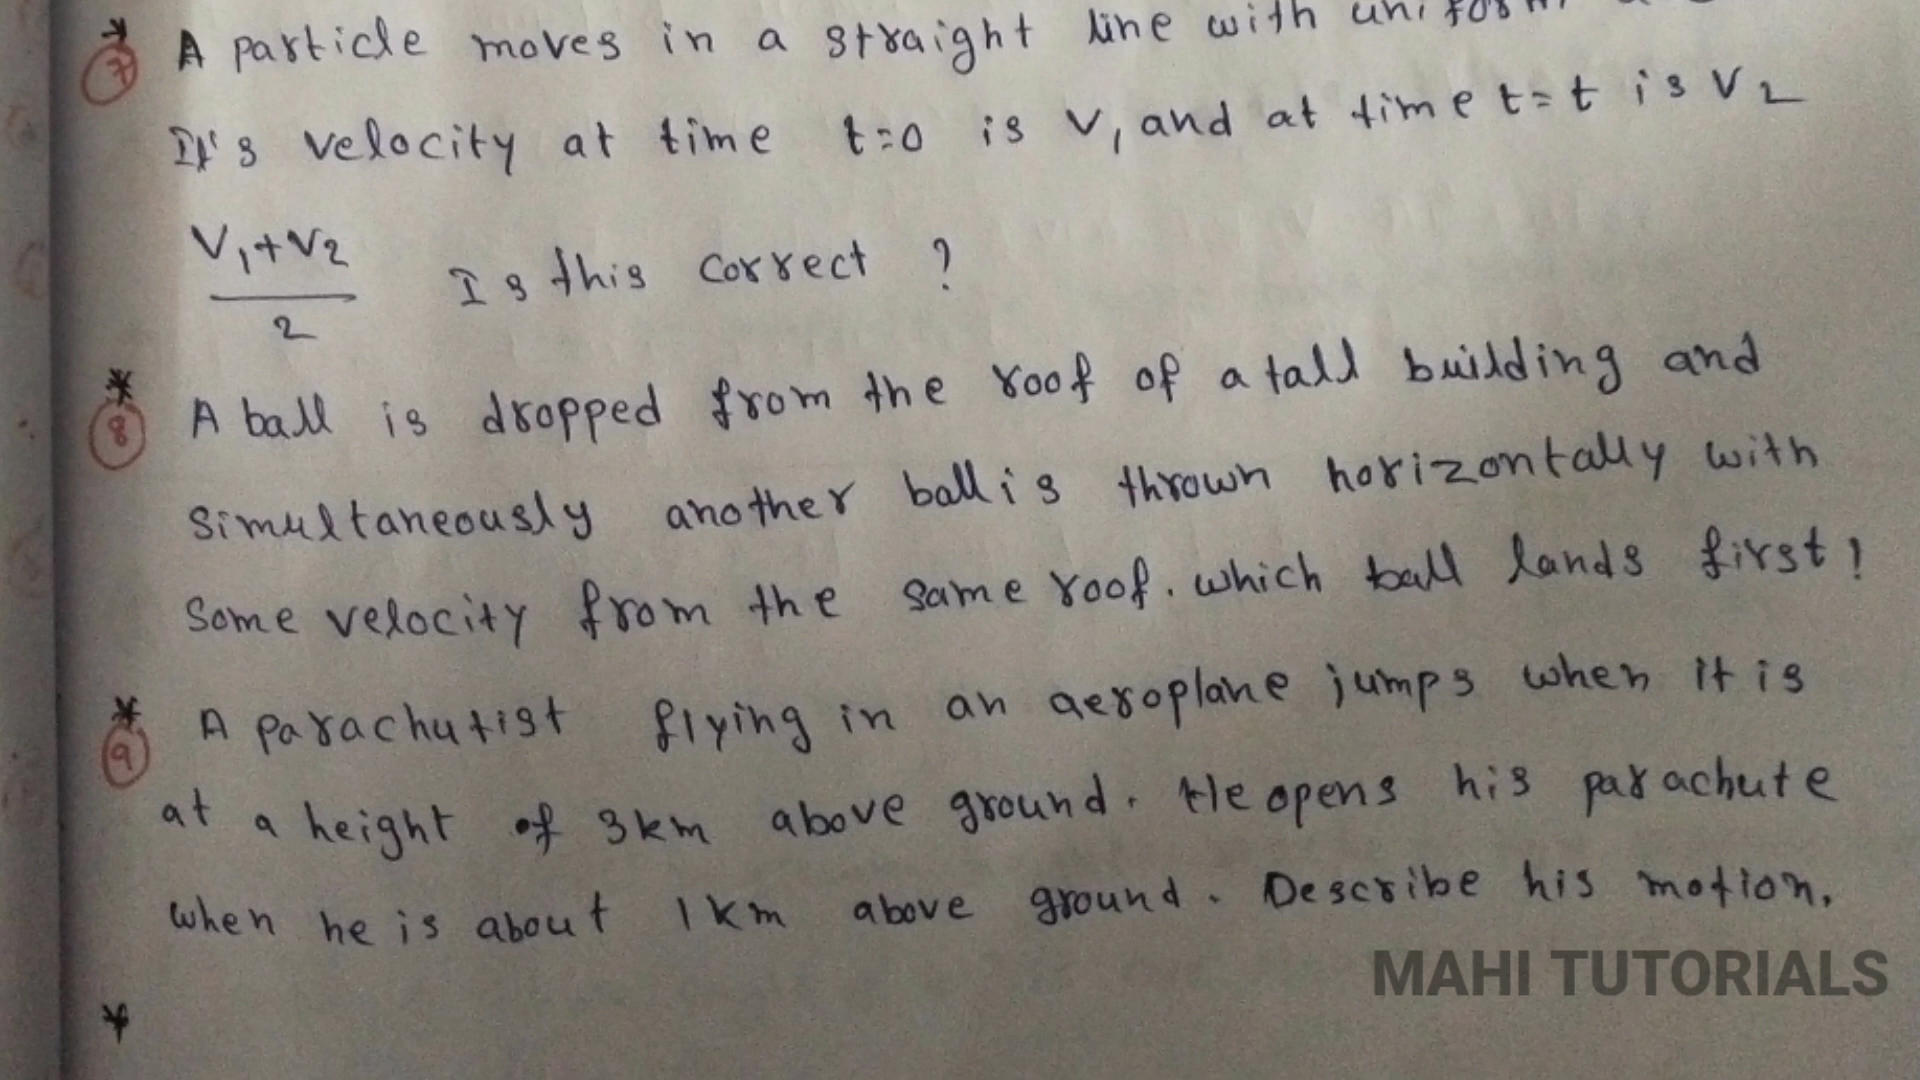 7 A particle moves in a straight line with uniform
It's velocity at time t=0 is V1 and at time t=t is V2
V1+V2 / 2 Is this correct ?
8 A ball is dropped from the roof of a tall building and
simultaneously another ball is thrown horizontally with
some velocity from the same roof. which ball lands first!
9 A parachutist flying in an aeroplane jumps when it is
at a height of 3km above ground. He opens his parachute
when he is about 1km above ground. Describe his motion.
MAHI TUTORIALS